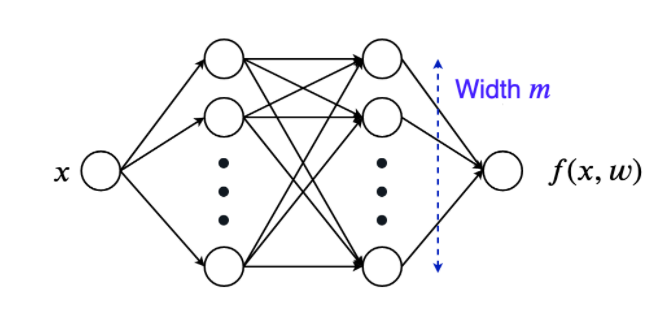 Width m
x
f(x, w)